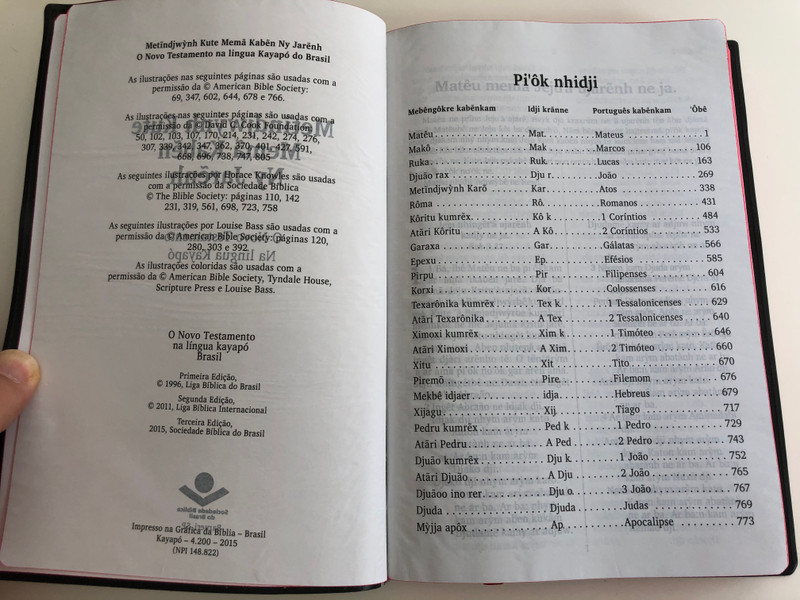 Metĩndjwỳnh Kute Memã Kabẽn Ny Jarẽnh
O Novo Testamento na língua Kayapó do Brasil
As ilustrações nas seguintes páginas são usadas com a
permissão da © American Bible Society:
69, 347, 602, 644, 678 e 766.
As ilustrações nas seguintes páginas são usadas com a
permissão da © David C Cook Foundation:
50, 102, 103, 107, 170, 214, 231, 242, 274, 276,
307, 339, 342, 347, 362, 370, 401, 427, 591,
668, 696, 738, 747, 805
As seguintes ilustrações por Horace Knowles são usadas
com a permissão da Sociedade Bíblica
© The Blible Society: páginas 110, 142
231, 319, 561, 698, 723, 758
As seguintes ilustrações por Louise Bass são usadas com a
permissão da © American Bible Society: páginas 120,
280, 303 e 392
As ilustrações coloridas são usadas com a
permissão da © American Bible Society, Tyndale House,
Scripture Press e Louise Bass.
O Novo Testamento
na língua kayapó
Brasil
Primeira Edição,
© 1996, Liga Bíblica do Brasil
Segunda Edição,
© 2011, Liga Bíblica Internacional
Terceira Edição,
2015, Sociedade Bíblica do Brasil
Impresso na Gráfica da Bíblia – Brasil
Kayapó – 4.200 – 2015
(NPI 148.822)
Pi'ôk nhidji
Mebêngôkre kabẽnkam Idji krãnne Português kabẽnkam 'Ôbê
Matêu. Mat. Mateus 1
Makô Mak Marcos 106
Ruka Ruk. Lucas 163
Djuão rax Dju r. João 269
Metĩndjwỳnh Karõ Kar. Atos 338
Rôma Rô. Romanos 431
Kôritu kumrẽx. Kô k 1 Coríntios 484
Atãri Kôritu A Kô 2 Coríntios 533
Garaxa Gar. Gálatas 566
Epexu Ep. Efésios 585
Pirpu Pir Filipenses 604
Korxi Kor. Colossenses 616
Texarônika kumrẽx Tex k 1 Tessalonicenses 629
Atãri Texarônika A Tex 2 Tessalonicenses 640
Ximoxi kumrẽx Xim k 1 Timóteo 646
Atãri Ximoxi A Xim 2 Timóteo 660
Xitu Xit Tito 670
Piremõ Pire. Filemom 676
Mekbê idjaer idja. Hebreus 679
Xijagu Xij. Tiago 717
Pedru kumrẽx Ped k 1 Pedro 729
Atãri Pedru A Ped 2 Pedro 743
Djuão kumrẽx Dju k. 1 João 752
Atãri Djuão A Dju 2 João 765
Djuãoo ino rer Dju o. 3 João 767
Djuda Djuda Judas 769
Mỳjja apôx Ap. Apocalipse 773